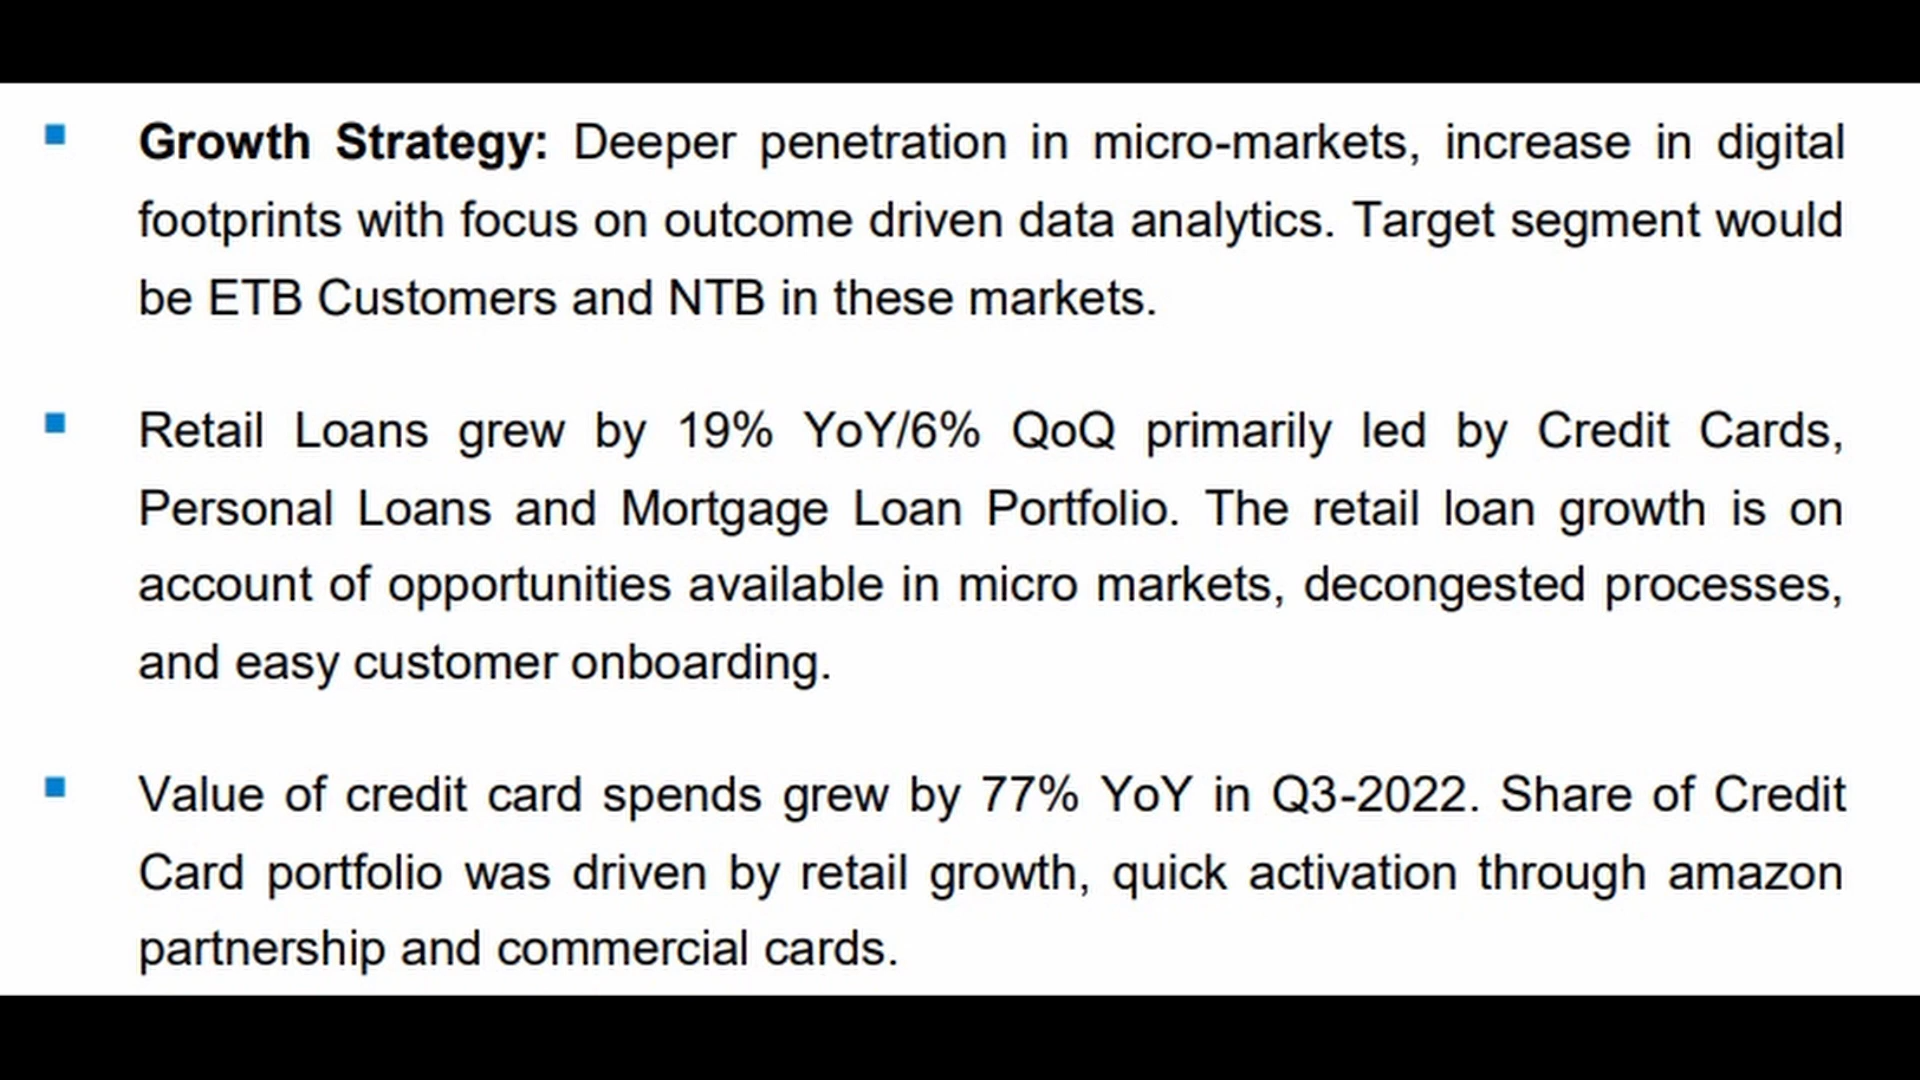 Growth Strategy: Deeper penetration in micro-markets, increase in digital
footprints with focus on outcome driven data analytics. Target segment would
be ETB Customers and NTB in these markets.
Retail Loans grew by 19% YoY/6% QoQ primarily led by Credit Cards,
Personal Loans and Mortgage Loan Portfolio. The retail loan growth is on
account of opportunities available in micro markets, decongested processes,
and easy customer onboarding.
Value of credit card spends grew by 77% YoY in Q3-2022. Share of Credit
Card portfolio was driven by retail growth, quick activation through amazon
partnership and commercial cards.